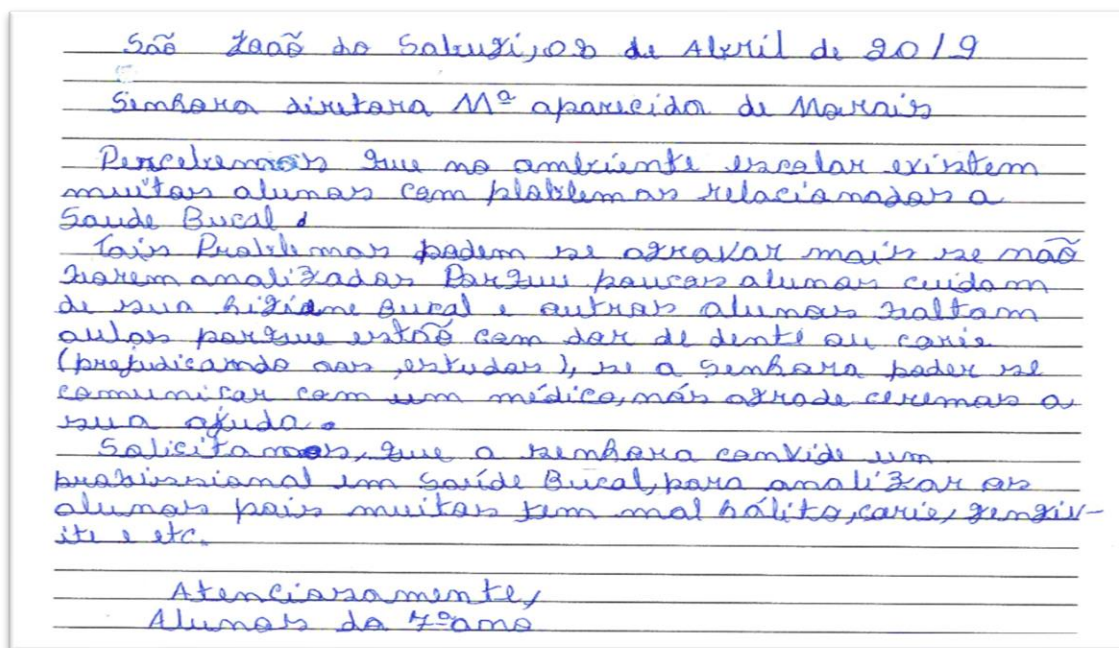 São João do Sabugi, 08 de Abril de 2019
Senhora diretora Mª aparecida de Morais
Percebemos que no ambiente escolar existem
muitos alunos com ploblemas relacionados a
Saude Bucal.
Tais Problemas podem se agravar mais se não
forem analizados Porque poucos alunos cuidam
de sua higiene Bucal e outros alunos faltam
aulas porque estão com dor de dente ou carie
(prejudicando aos estudos), se a Senhora poder se
comunicar com um médico, nós agrade ceremos a
sua ajuda.
Solicitamos, que a senhora convide um
profissional em Saúde Bucal, para analizar os
alunos pois muitos tem mal hálito, carie, gengiv-
ite e etc.
Atenciosamente,
Alunos do 7º ano